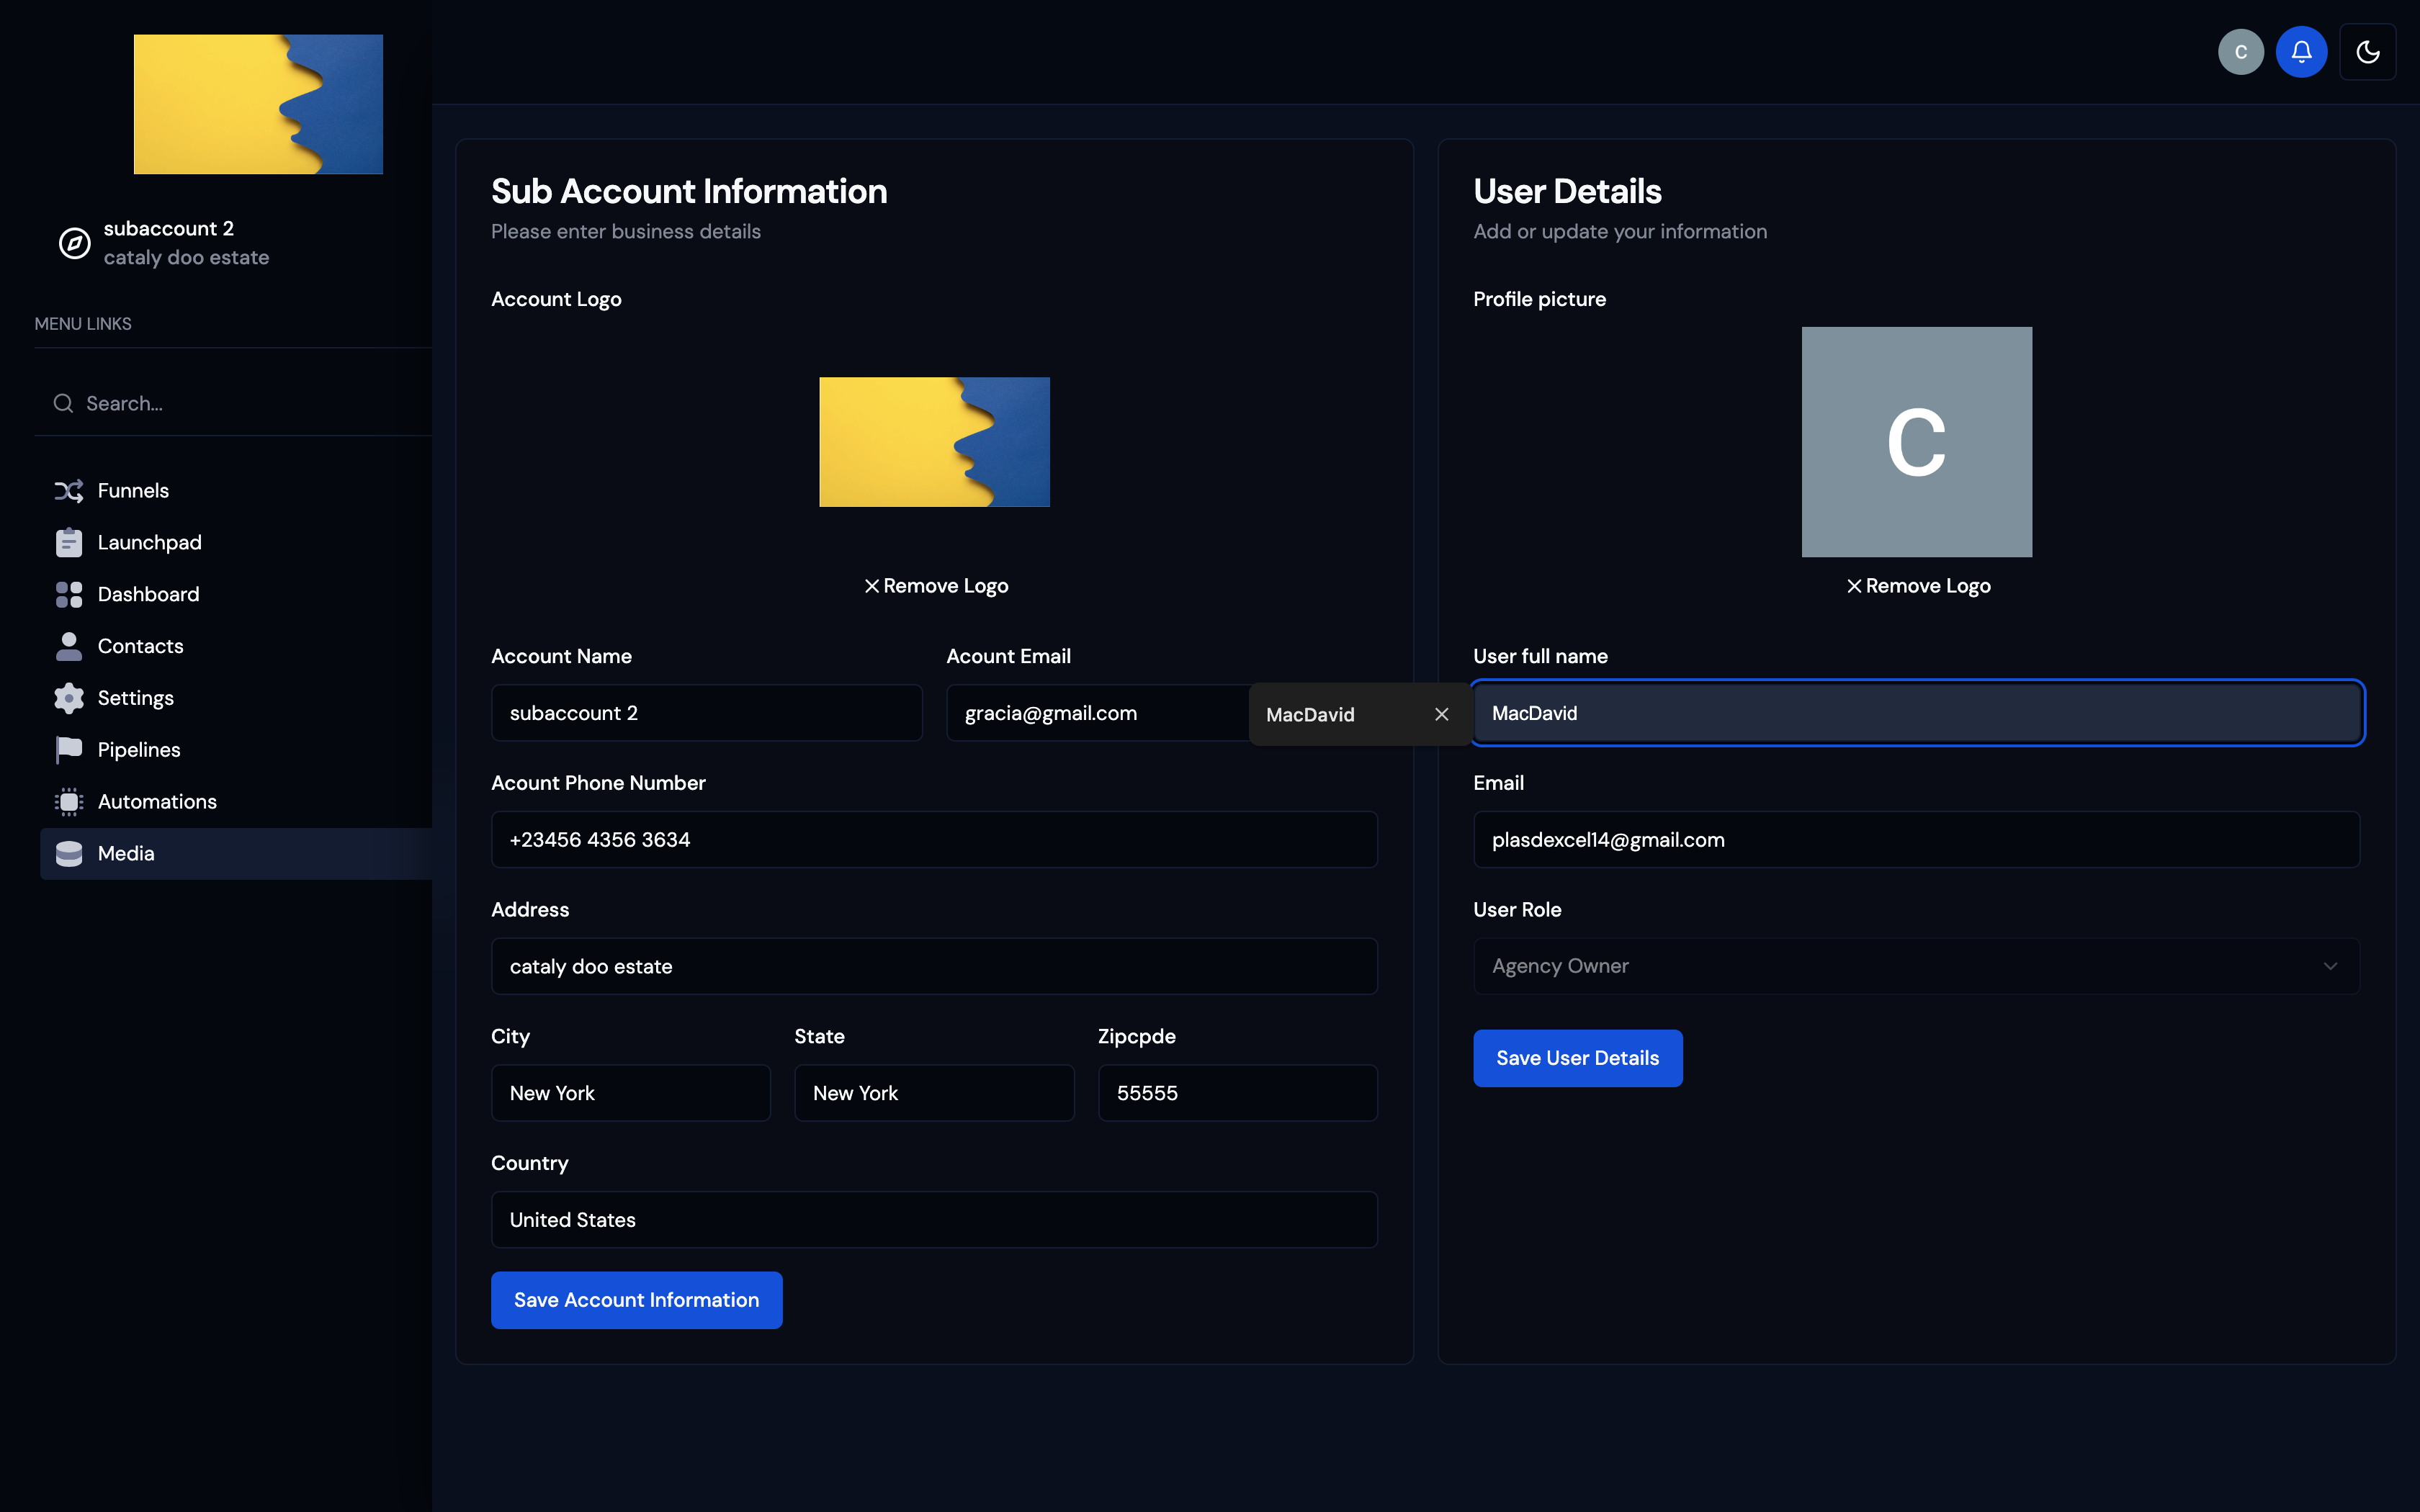 subaccount 2
cataly doo estate
MENU LINKS
Search...
Funnels
Launchpad
Dashboard
Contacts
Settings
Pipelines
Automations
Media
C
Sub Account Information
Please enter business details
Account Logo
Remove Logo
Account Name
Acount Email
subaccount 2
gracia@gmail.com
Acount Phone Number
+23456 4356 3634
Address
cataly doo estate
City
State
Zipcpde
New York
New York
55555
Country
United States
Save Account Information
User Details
Add or update your information
Profile picture
C
Remove Logo
User full name
MacDavid
MacDavid
Email
plasdexcel14@gmail.com
User Role
Agency Owner
Save User Details